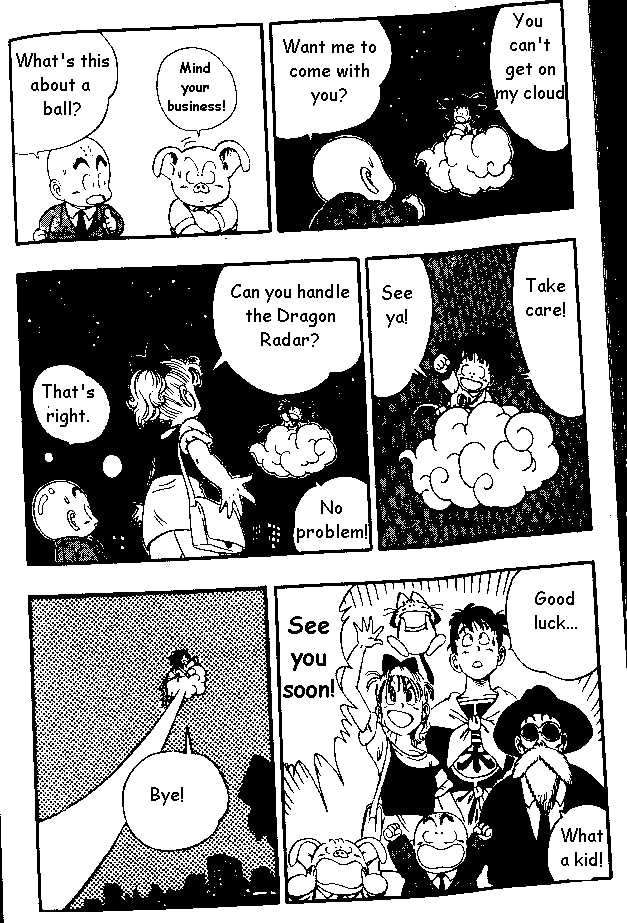 What's this
about a
ball?
Mind
your
business!
Want me to
come with
you?
You
can't
get on
my cloud
Can you handle
the Dragon
Radar?
That's
right.
No
problem!
See
ya!
Take
care!
Bye!
See
you
soon!
Good
luck...
What
a kid!